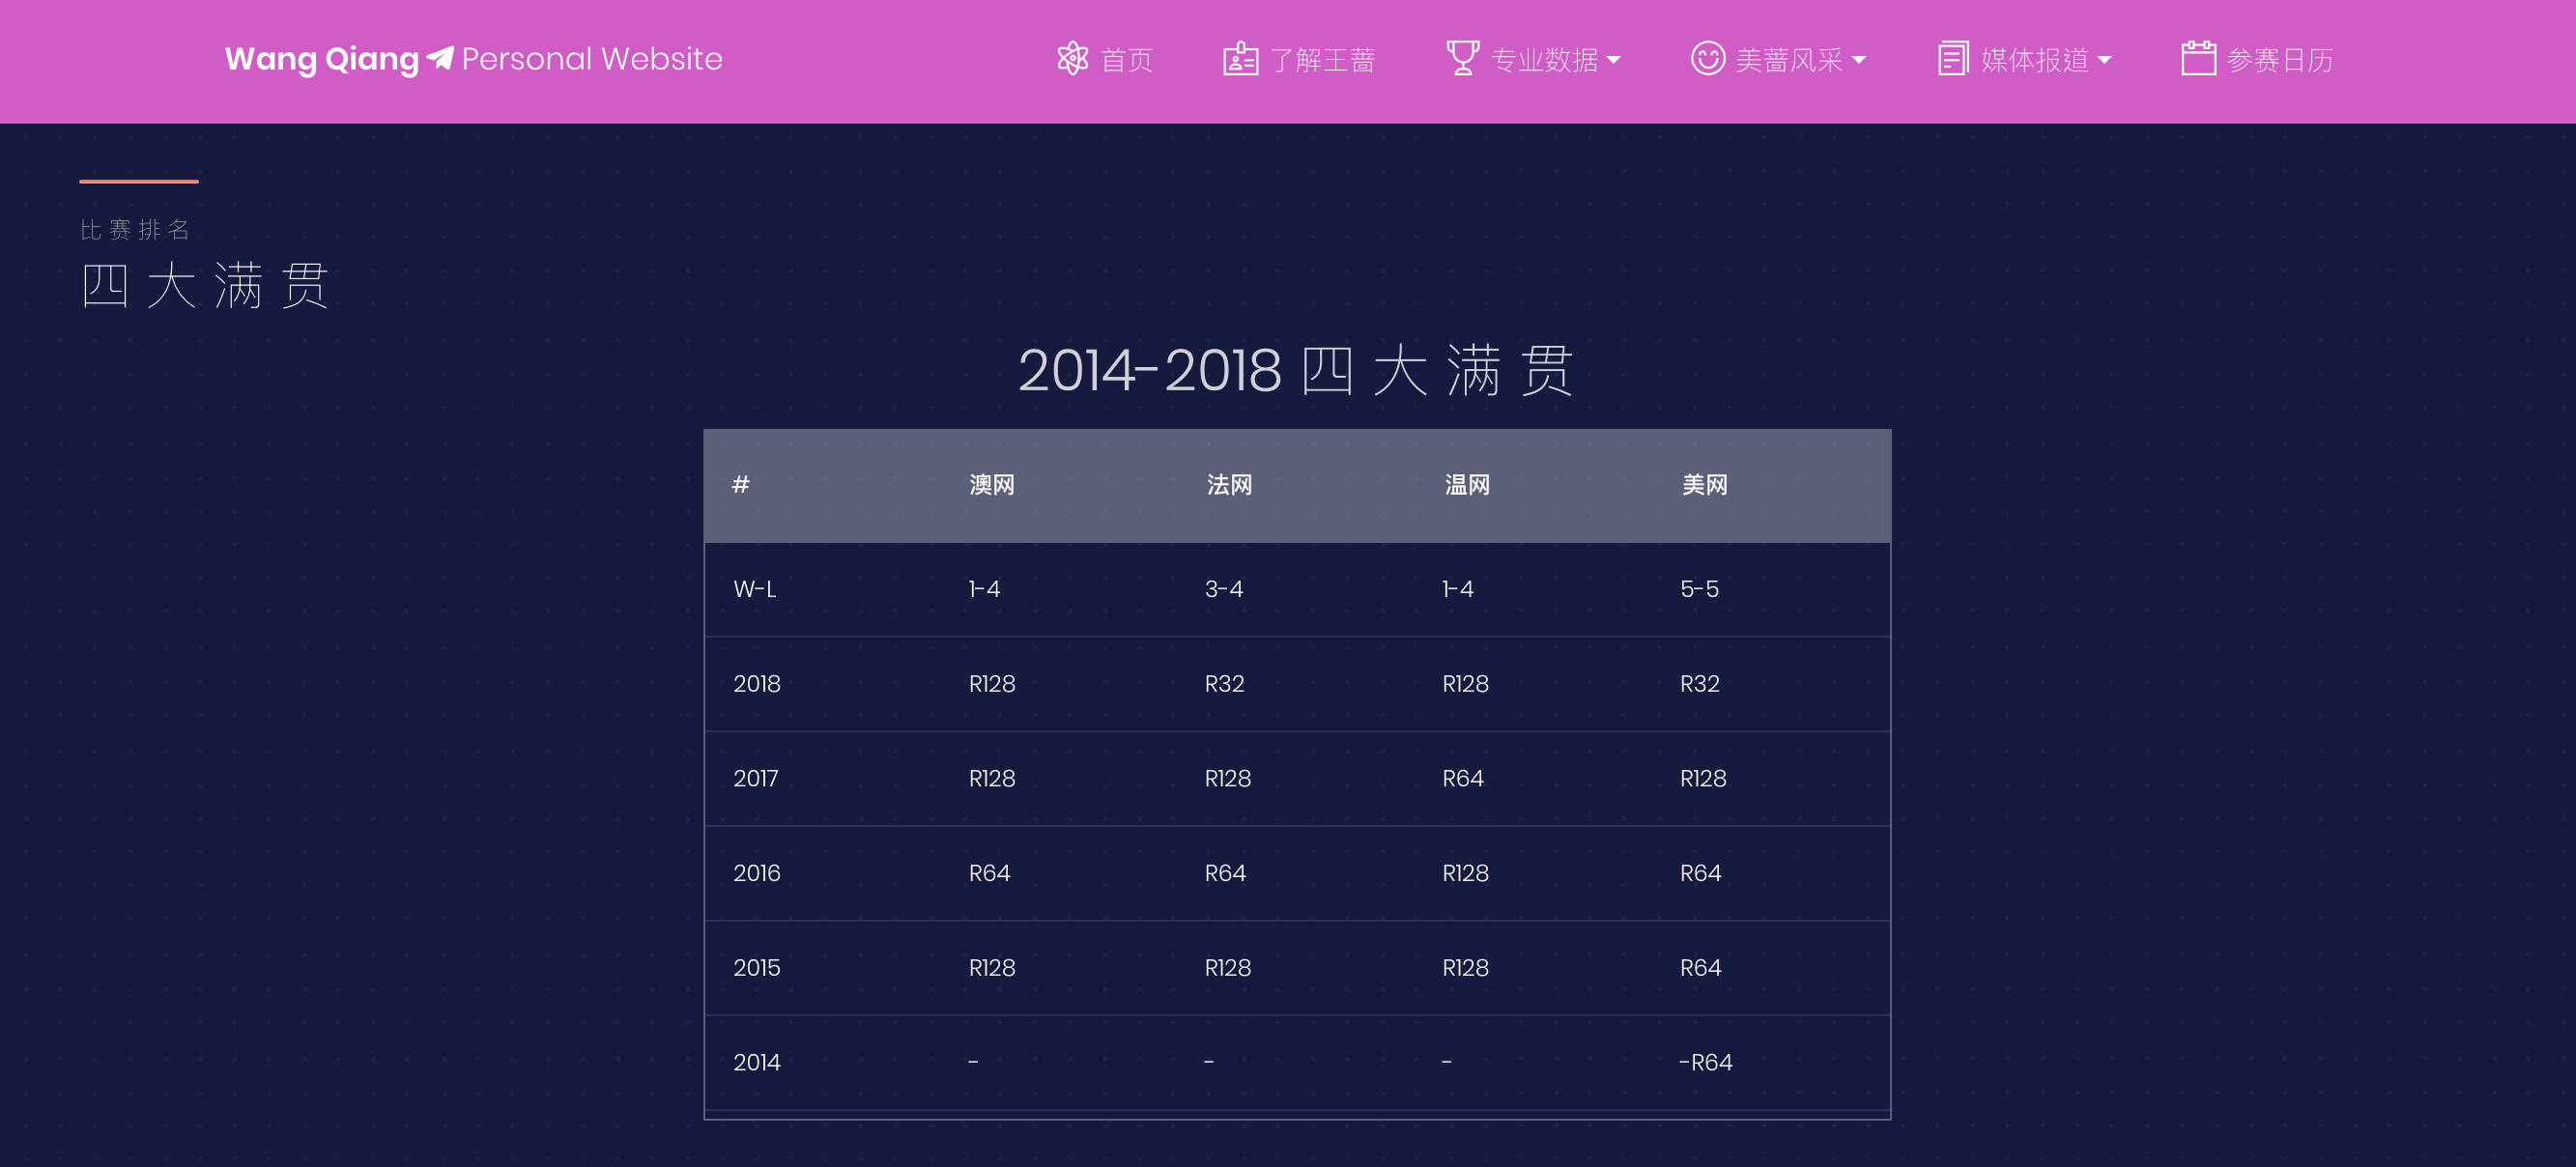 Wang Qiang Personal Website 首页 了解王蔷 专业数据 美蔷风采 媒体报道 参赛日历
比赛排名
四大满贯
2014-2018 四大满贯
# 澳网 法网 温网 美网
W-L 1-4 3-4 1-4 5-5
2018 R128 R32 R128 R32
2017 R128 R128 R64 R128
2016 R64 R64 R128 R64
2015 R128 R128 R128 R64
2014 - - - -R64